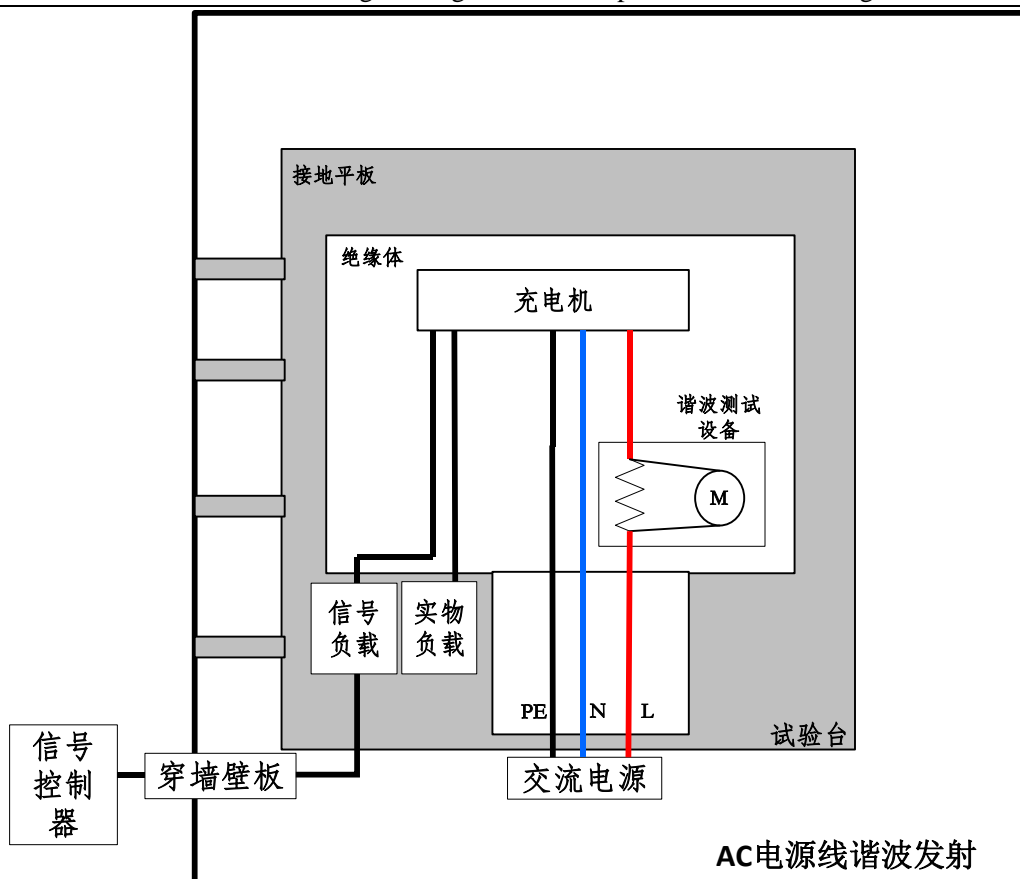 接地平板
绝缘体
充电机
谐波测试
设备
M
信号
负载
实物
负载
PE N L
试验台
信号
控制
器
穿墙壁板
交流电源
AC电源线谐波发射